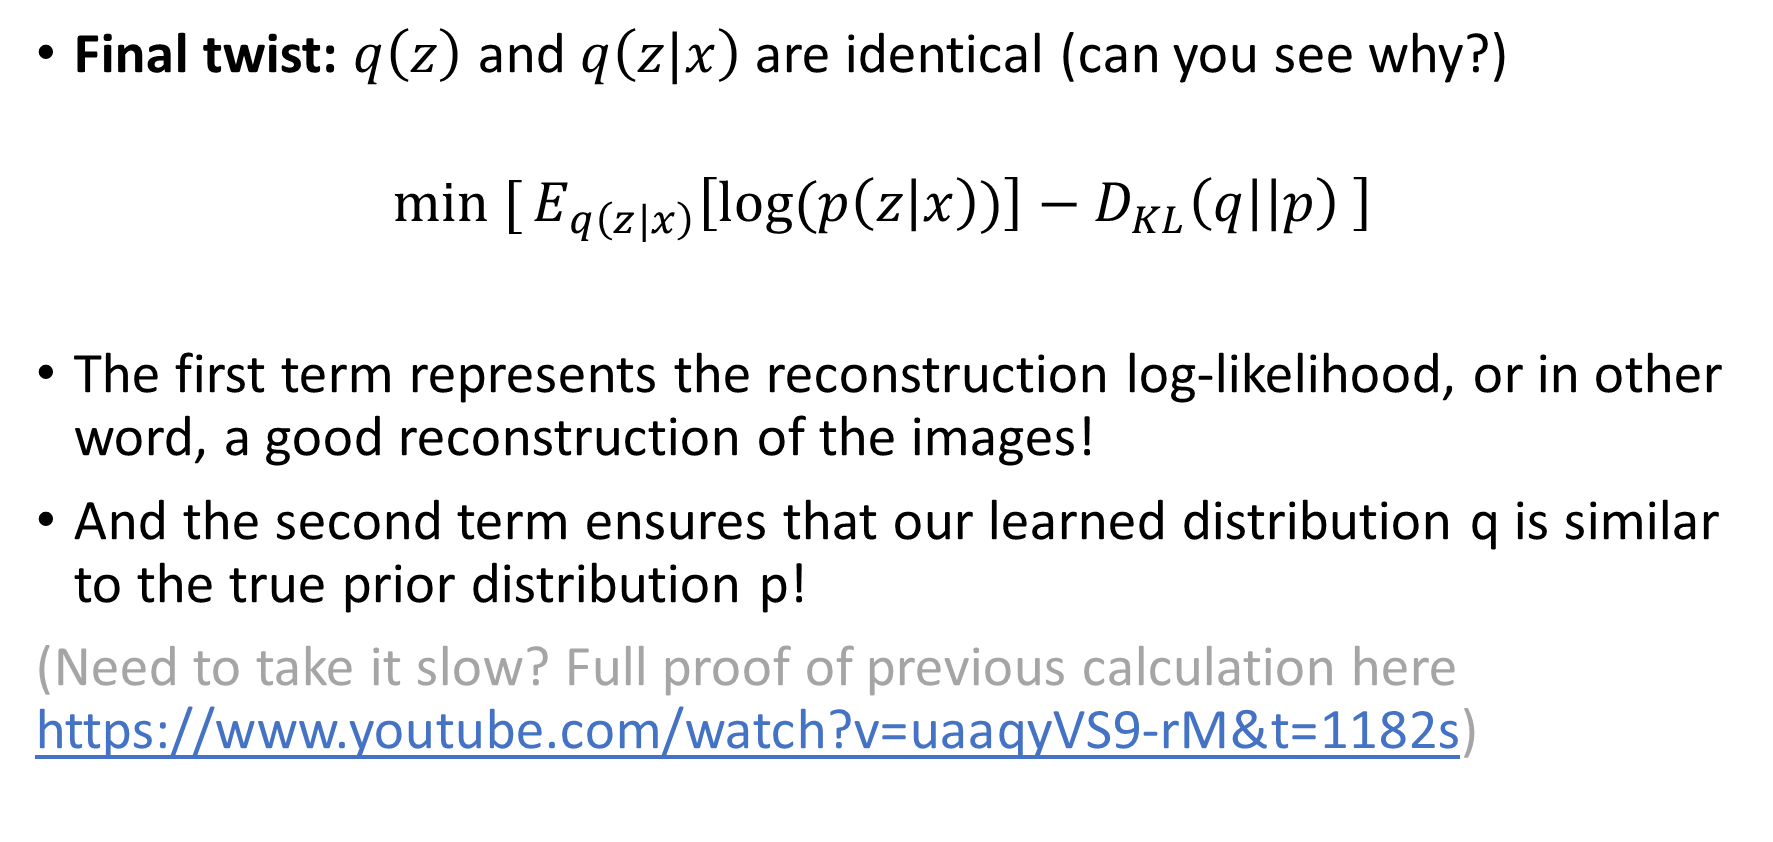 • Final twist: q(z) and q(z|x) are identical (can you see why?)
min [ E_{q(z|x)}[log(p(z|x))] − D_{KL}(q||p) ]
• The first term represents the reconstruction log-likelihood, or in other
word, a good reconstruction of the images!
• And the second term ensures that our learned distribution q is similar
to the true prior distribution p!
(Need to take it slow? Full proof of previous calculation here
https://www.youtube.com/watch?v=uaaqyVS9-rM&t=1182s)